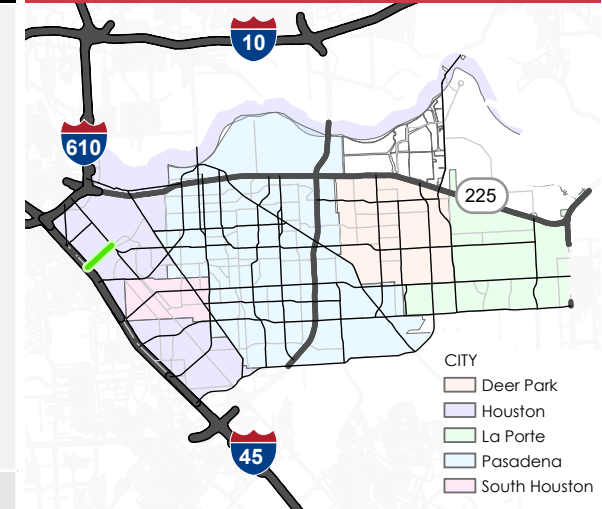 10
610
225
CITY
Deer Park
Houston
La Porte
Pasadena
South Houston
45